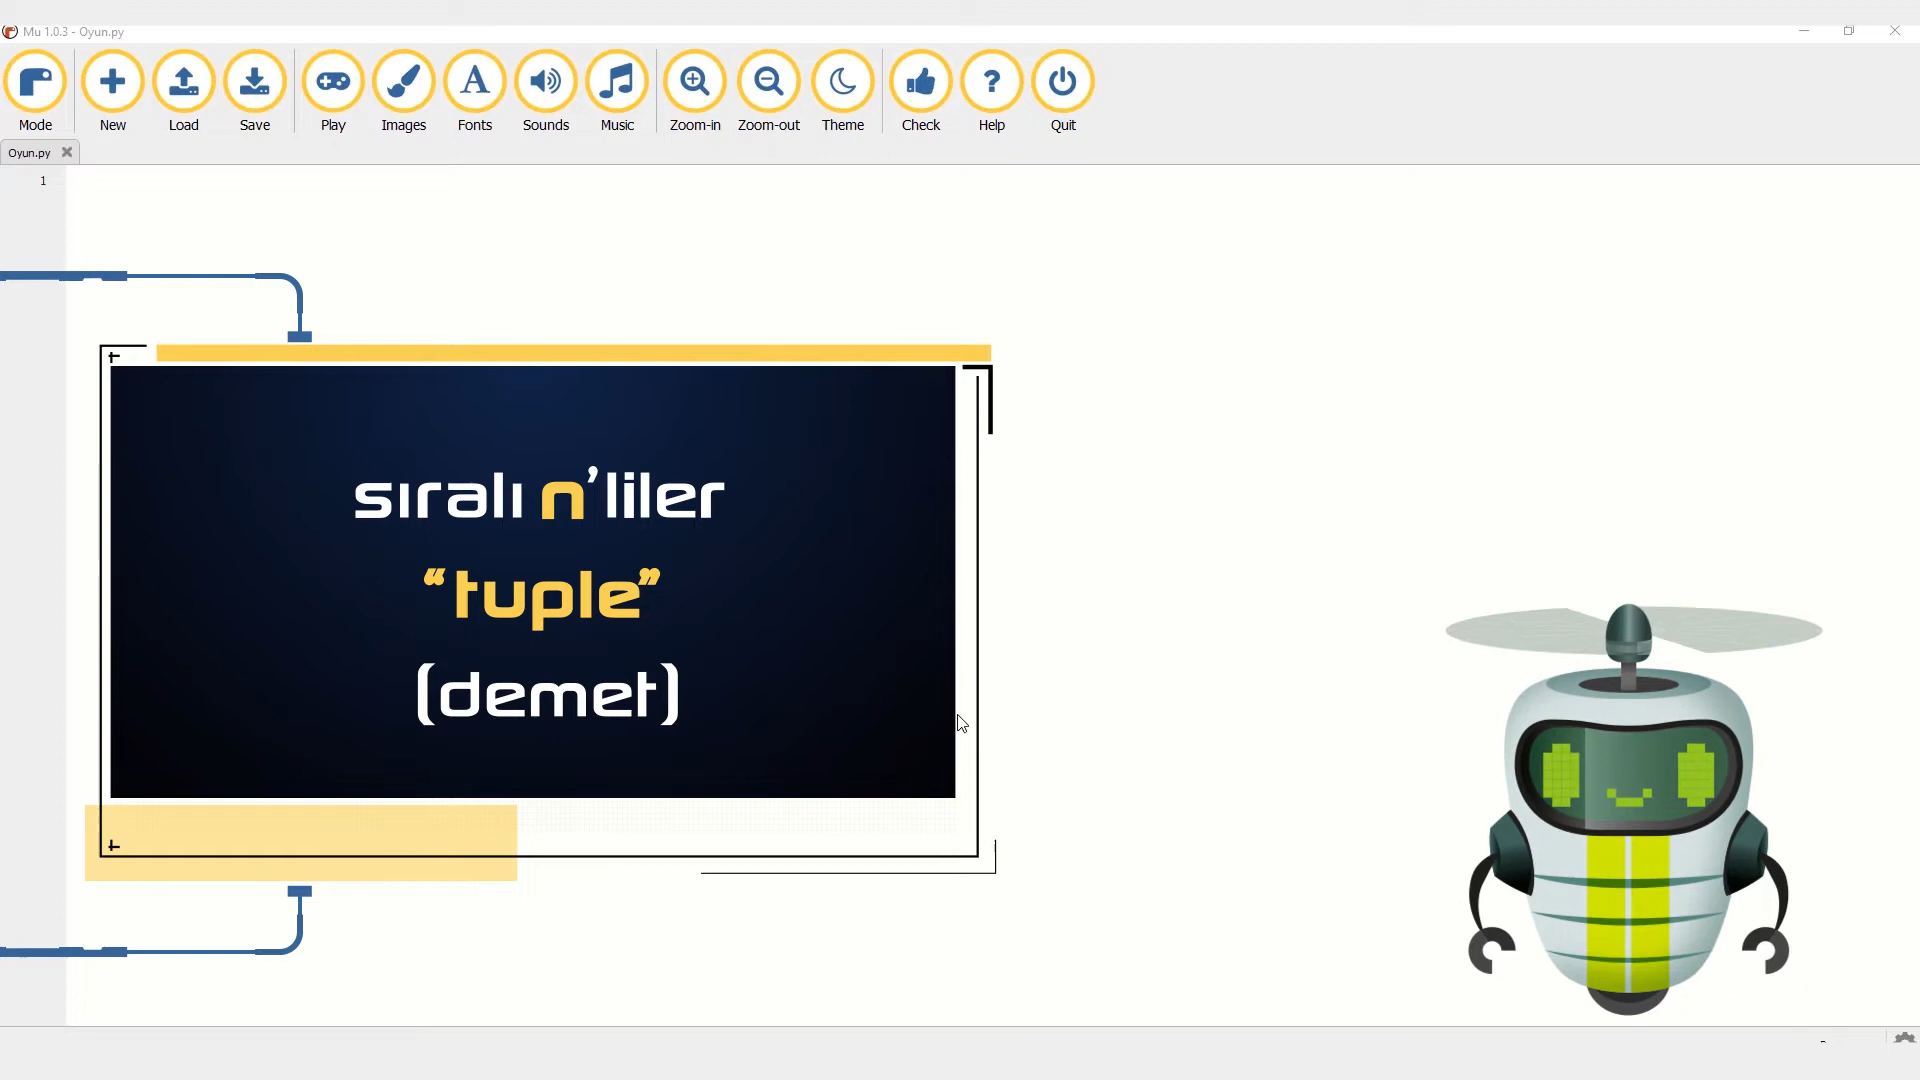 Mu 1.0.3 - Oyun.py
Mode New Load Save Play Images Fonts Sounds Music Zoom-in Zoom-out Theme Check Help Quit
Oyun.py
1
sıralı n’liler
“tuple”
(demet)